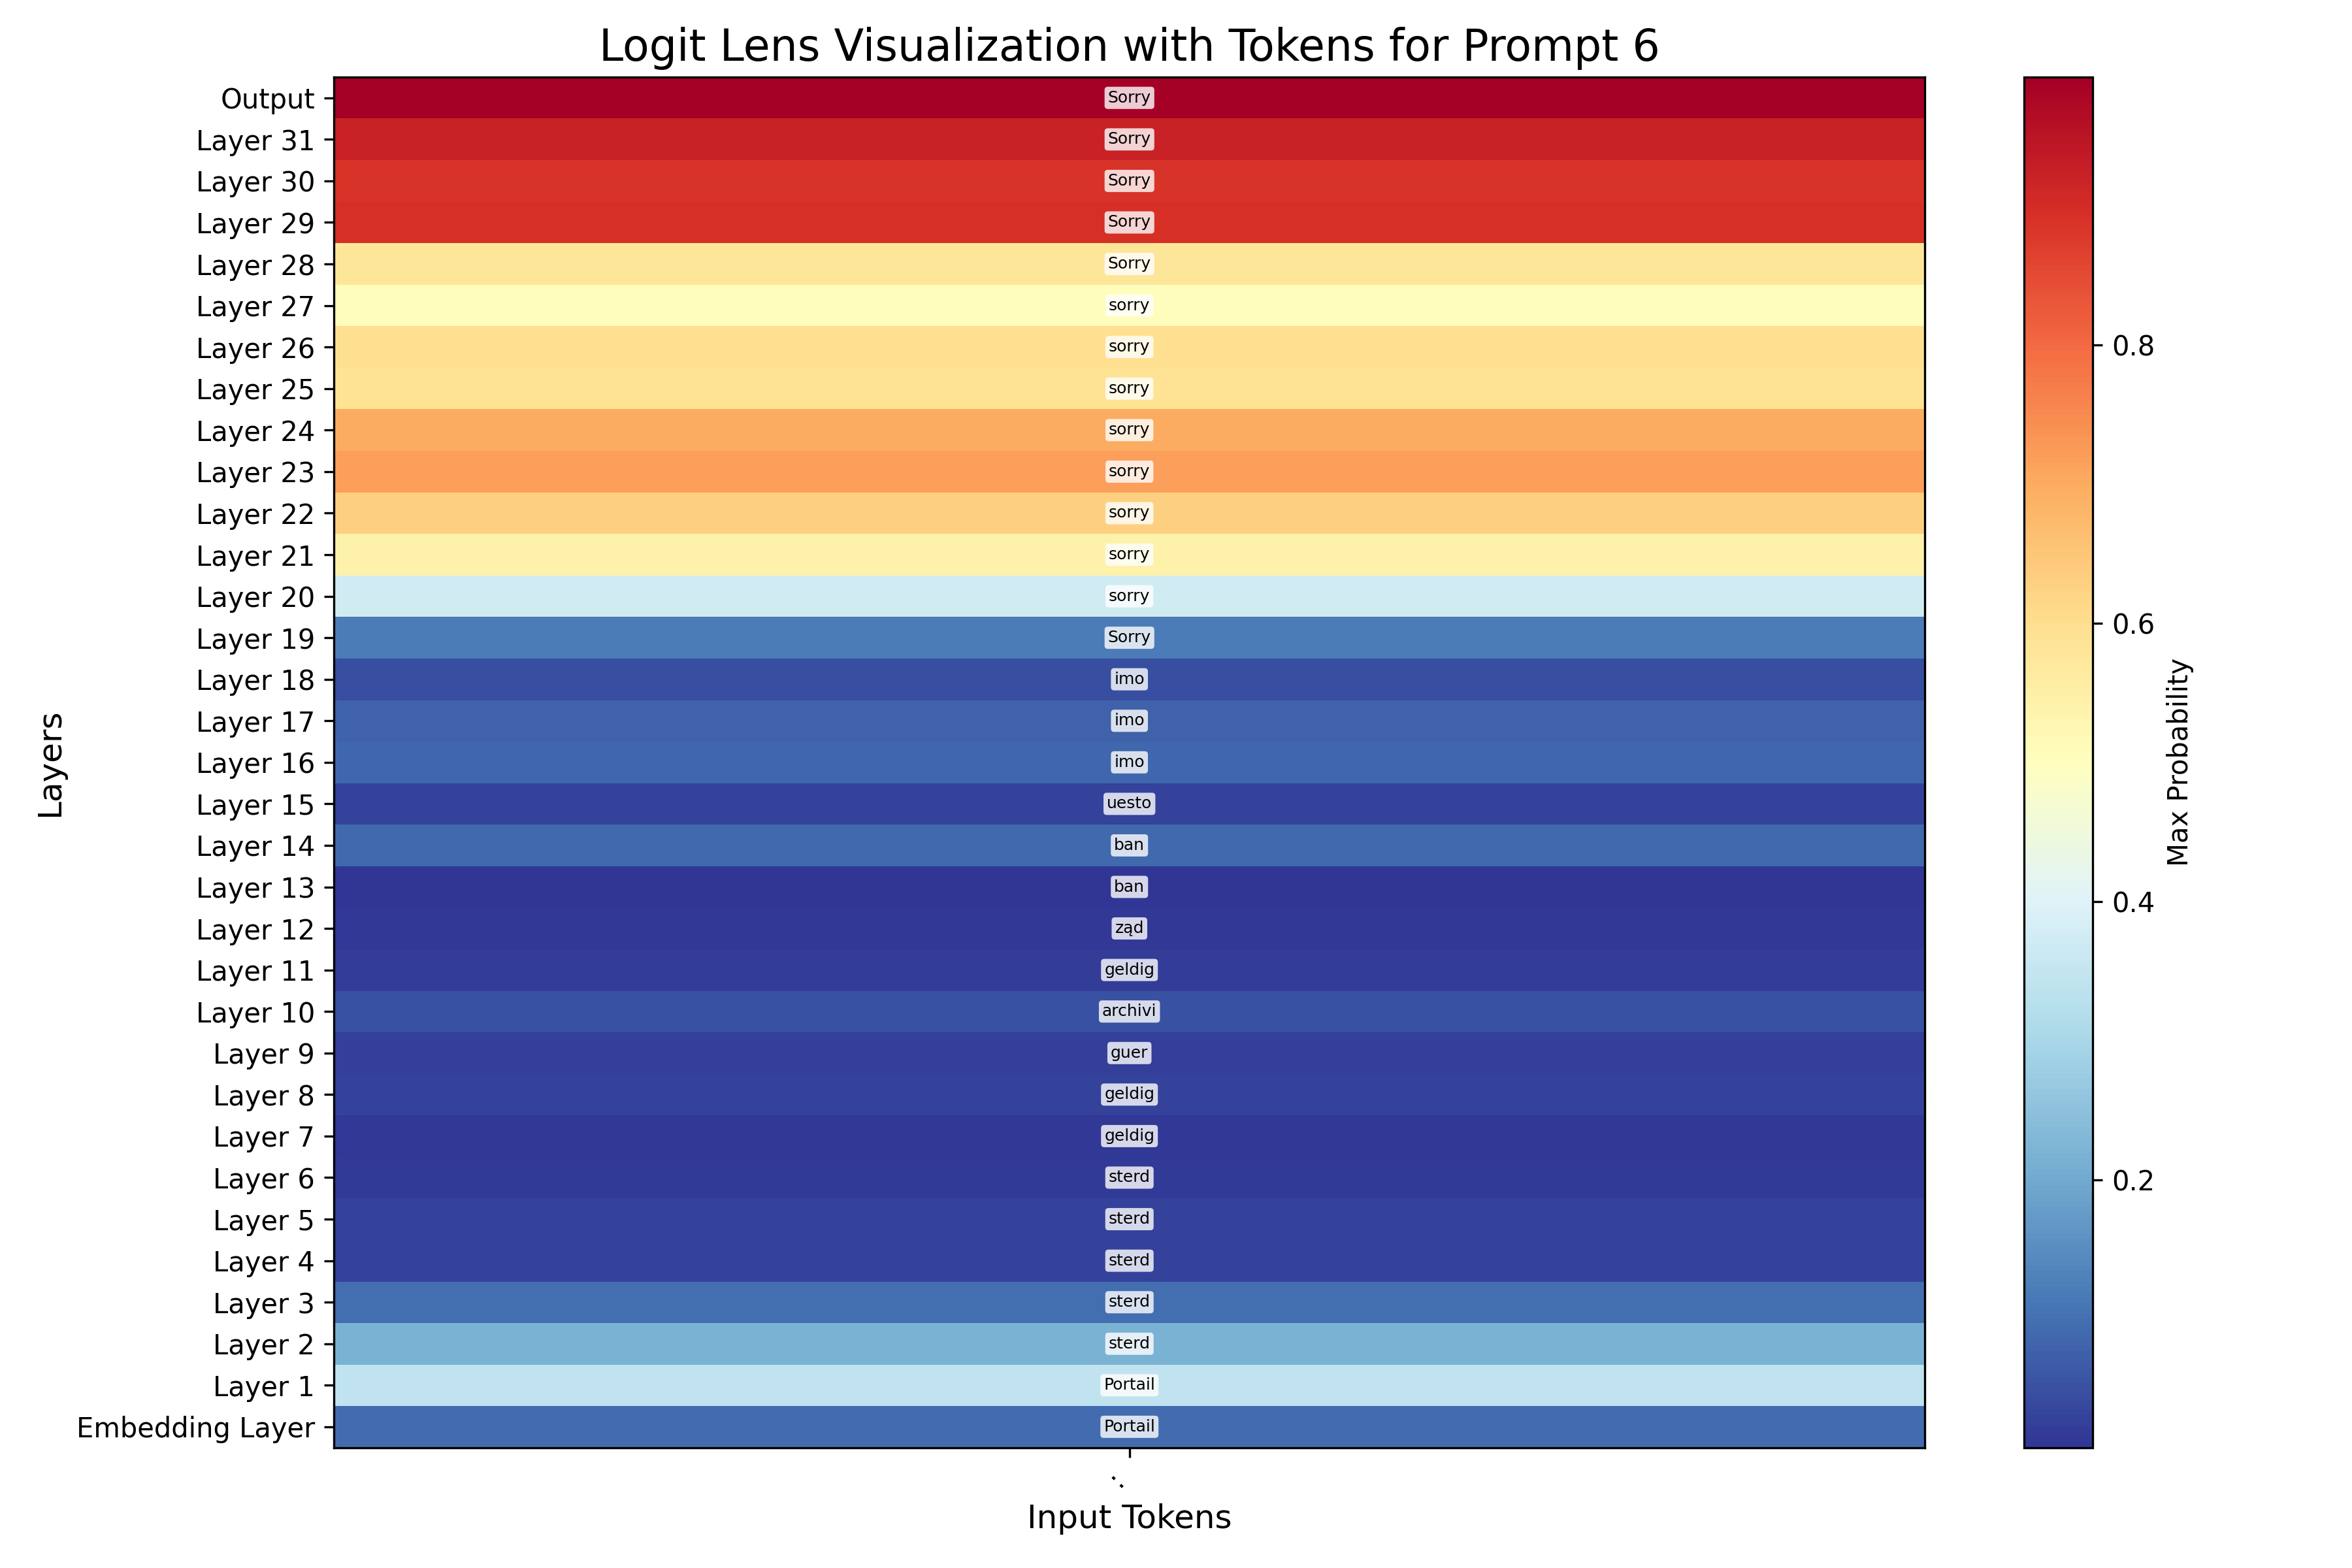 Logit Lens Visualization with Tokens for Prompt 6
Output Sorry
Layer 31 Sorry
Layer 30 Sorry
Layer 29 Sorry
Layer 28 Sorry
Layer 27 sorry
Layer 26 sorry
Layer 25 sorry
Layer 24 sorry
Layer 23 sorry
Layer 22 sorry
Layer 21 sorry
Layer 20 sorry
Layer 19 Sorry
Layer 18 imo
Layer 17 imo
Layer 16 imo
Layer 15 uesto
Layer 14 ban
Layer 13 ban
Layer 12 ząd
Layer 11 geldig
Layer 10 archivi
Layer 9 guer
Layer 8 geldig
Layer 7 geldig
Layer 6 sterd
Layer 5 sterd
Layer 4 sterd
Layer 3 sterd
Layer 2 sterd
Layer 1 Portail
Embedding Layer Portail
:
Input Tokens
Layers
0.8
0.6
0.4
0.2
Max Probability